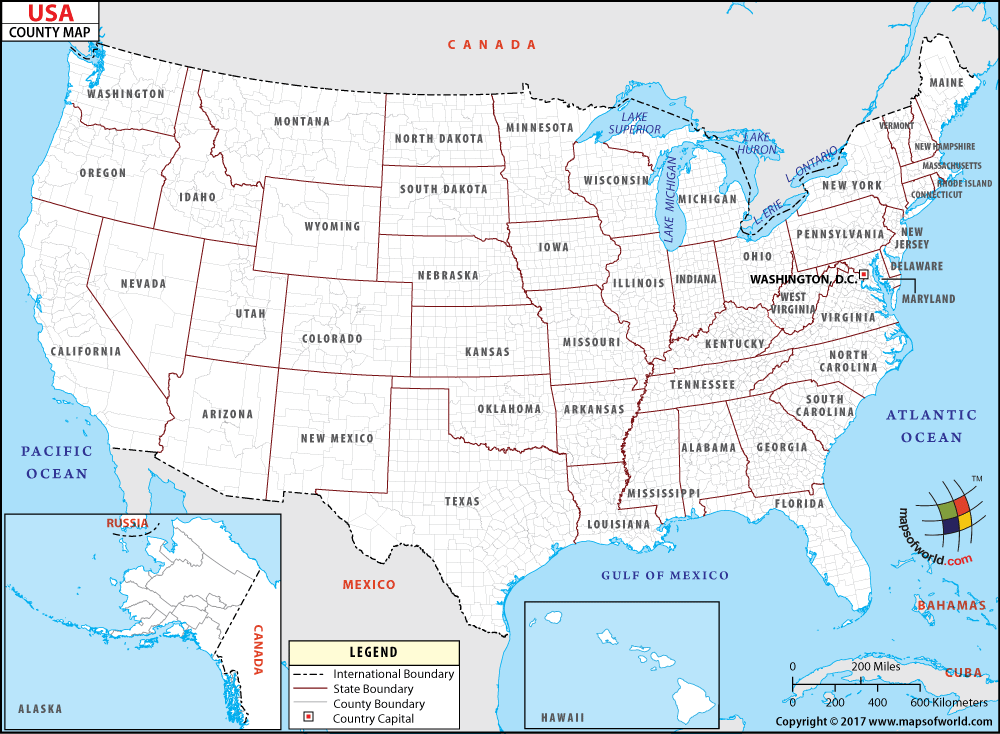 USA
COUNTY MAP
CANADA
WASHINGTON
MONTANA
NORTH DAKOTA
MINNESOTA
LAKE
SUPERIOR
LAKE
HURON
MAINE
VERMONT
NEW HAMPSHIRE
MASSACHUSETTS
RHODE ISLAND
CONNECTICUT
OREGON
IDAHO
SOUTH DAKOTA
WISCONSIN
LAKE MICHIGAN
MICHIGAN
L. ONTARIO
NEW YORK
L. ERIE
WYOMING
IOWA
PENNSYLVANIA
NEW
JERSEY
NEVADA
UTAH
NEBRASKA
ILLINOIS
INDIANA
OHIO
DELAWARE
WASHINGTON, D.C.
MARYLAND
WEST
VIRGINIA
VIRGINIA
CALIFORNIA
COLORADO
KANSAS
MISSOURI
KENTUCKY
NORTH
CAROLINA
TENNESSEE
SOUTH
CAROLINA
ARIZONA
NEW MEXICO
OKLAHOMA
ARKANSAS
ATLANTIC
OCEAN
PACIFIC
OCEAN
ALABAMA
GEORGIA
TEXAS
MISSISSIPPI
LOUISIANA
FLORIDA
TM
mapsofworld.com
RUSSIA
MEXICO
GULF OF MEXICO
BAHAMAS
CANADA
ALASKA
HAWAII
CUBA
LEGEND
International Boundary
State Boundary
County Boundary
Country Capital
0 200 Miles
0 200 400 600 Kilometers
Copyright © 2017 www.mapsofworld.com